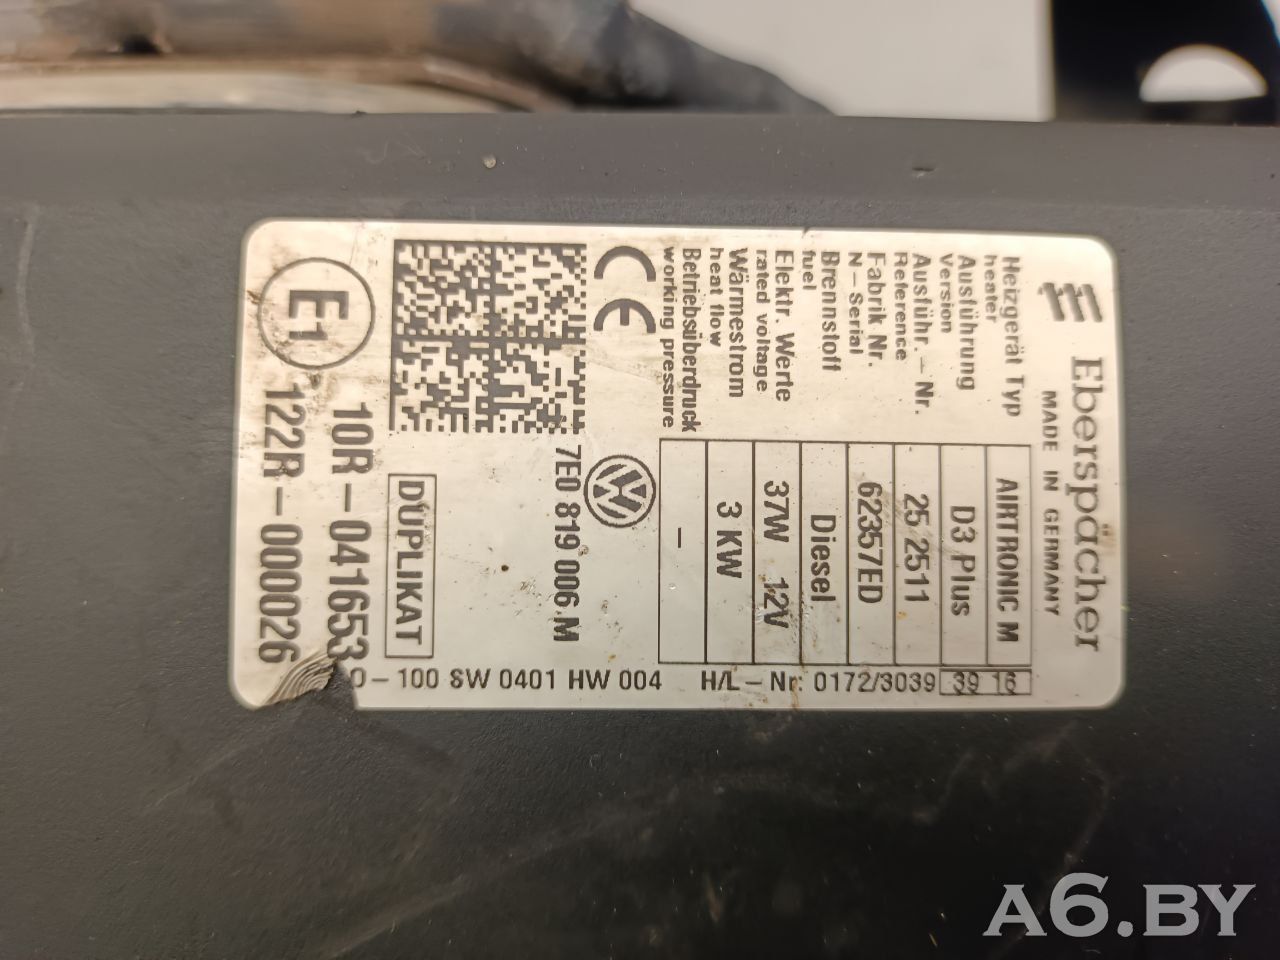 Eberspächer
MADE IN GERMANY
Heizgerät Typ
heater
AIRTRONIC M
Ausführung
version
D3 Plus
Ausführ.-Nr.
Reference
25 2511
Fabrik Nr.
N-Serial
62357ED
Brennstoff
fuel
Diesel
Elektr. Werte
rated voltage
37W 12V
Wärmestrom
heat flow
3 KW
Betriebsüberdruck
working pressure
-
CE
7E0 819 006 M
DUPLIKAT
E1
10R-041653
122R-000026
0-100 SW 0401 HW 004 H/L-Nr: 0172/3039 39 16
A6.BY